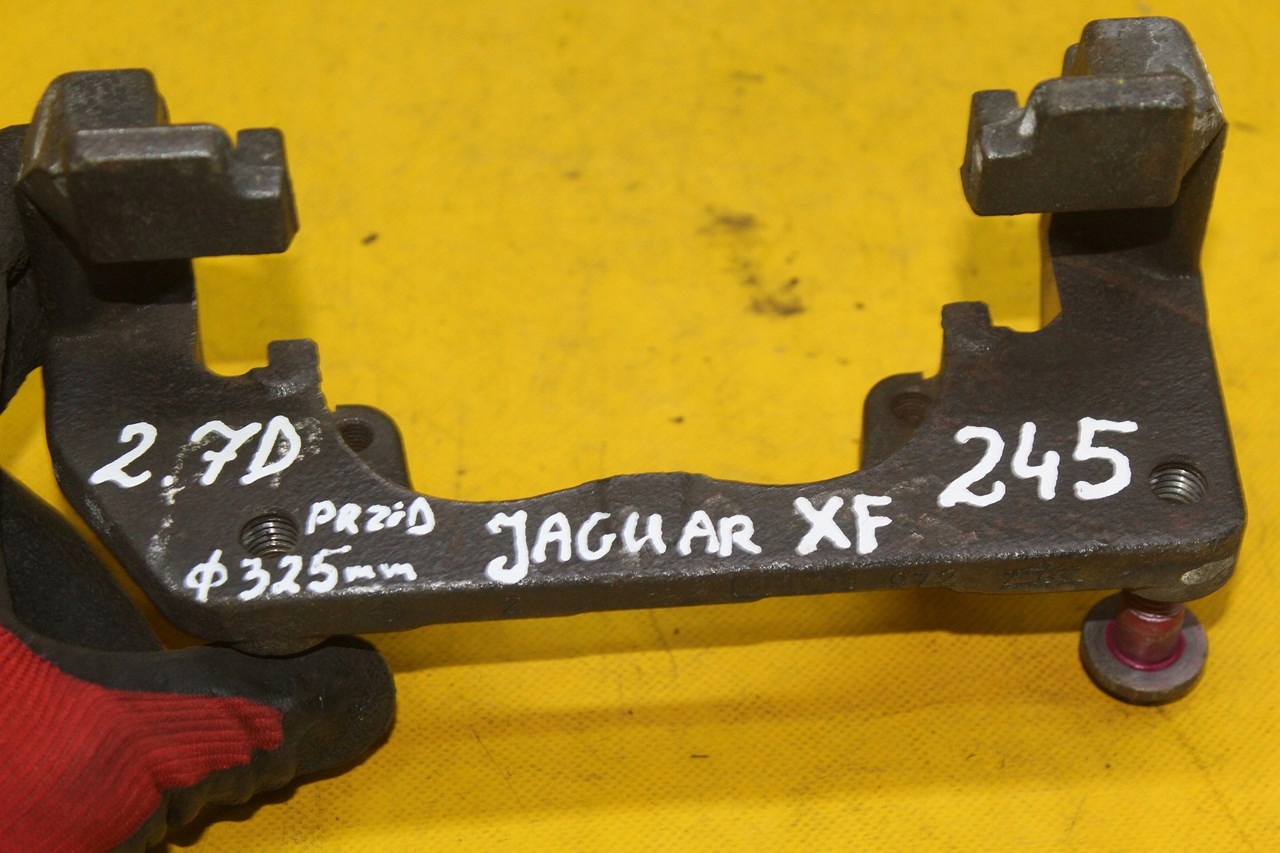 2.7D
PRZÓD
Φ325mm
JAGUAR XF
245